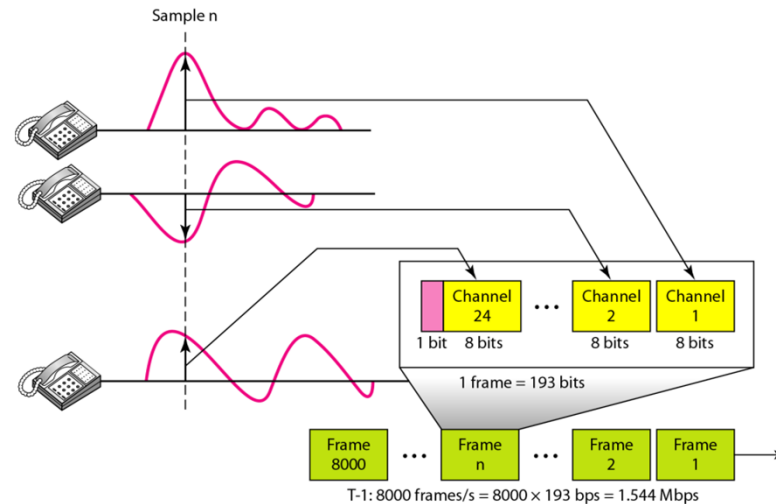 Sample n
Channel
24
•••
Channel
2
Channel
1
1 bit
8 bits
8 bits
8 bits
1 frame = 193 bits
Frame
8000
•••
Frame
n
•••
Frame
2
Frame
1
T-1: 8000 frames/s = 8000 × 193 bps = 1.544 Mbps